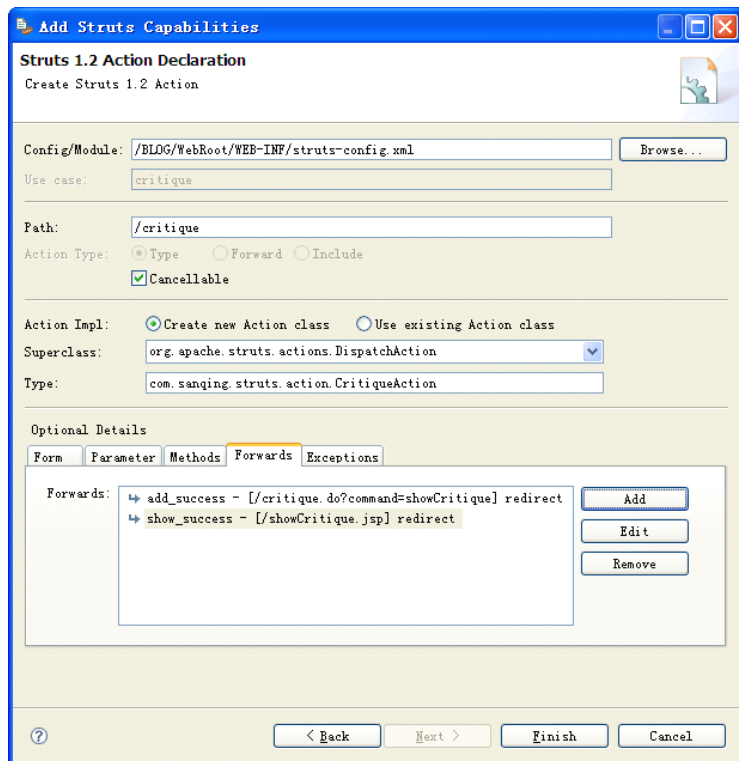 Add Struts Capabilities
Struts 1.2 Action Declaration
Create Struts 1.2 Action
Config/Module: /BLOG/WebRoot/WEB-INF/struts-config.xml Browse...
Use case: critique
Path: /critique
Action Type: Type Forward Include
Cancellable
Action Impl: Create new Action class Use existing Action class
Superclass: org.apache.struts.actions.DispatchAction
Type: com.sanqing.struts.action.CritiqueAction
Optional Details
Form Parameter Methods Forwards Exceptions
Forwards: add_success - [/critique.do?command=showCritique] redirect Add
show_success - [/showCritique.jsp] redirect
Edit
Remove
< Back Next > Finish Cancel